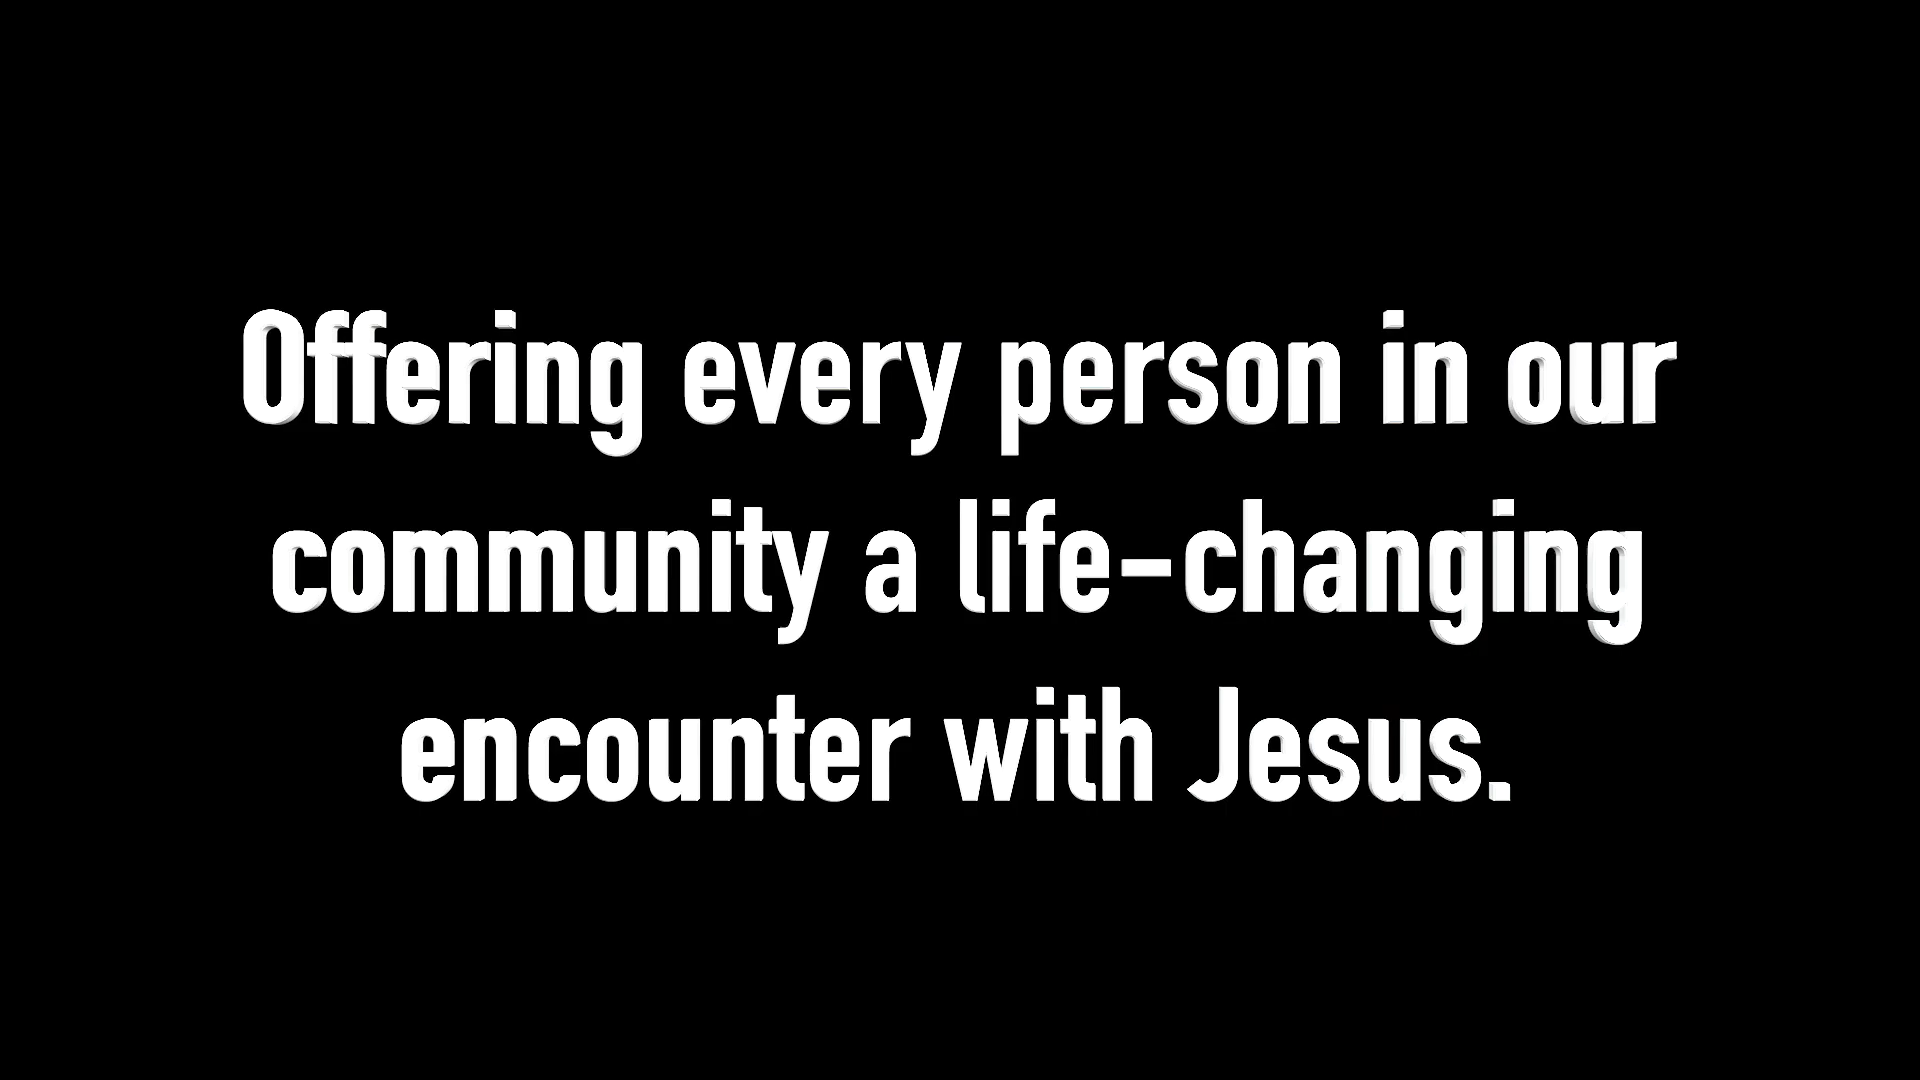 Offering every person in our
community a life-changing
encounter with Jesus.